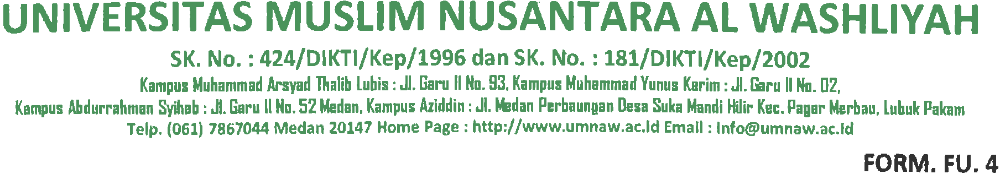 UNIVERSITAS MUSLIM NUSANTARA AL WASHLIYAH
SK. No. : 424/DIKTI/Kep/1996 dan SK. No. : 181/DIKTI/Kep/2002
Kampus Muhammad Arsyad Thalib Lubis : Jl. Garu II No. 93, Kampus Muhammad Yunus Karim : Jl. Garu II No. 02,
Kampus Abdurrahman Syihab : Jl. Garu II No. 52 Medan, Kampus Aziddin : Jl. Medan Perbaungan Desa Suka Mandi Hilir Kec. Pagar Merbau, Lubuk Pakam
Telp. (061) 7867044 Medan 20147 Home Page : http://www.umnaw.ac.id Email : info@umnaw.ac.id
FORM. FU. 4